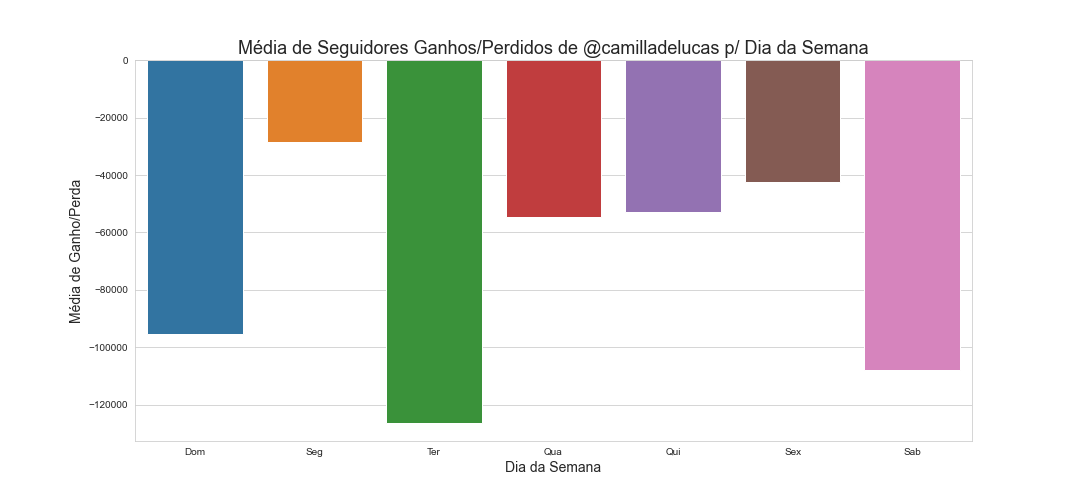 Média de Seguidores Ganhos/Perdidos de @camilladelucas p/ Dia da Semana
Média de Ganho/Perda
0
−20000
−40000
−60000
−80000
−100000
−120000
Dom Seg Ter Qua Qui Sex Sab
Dia da Semana